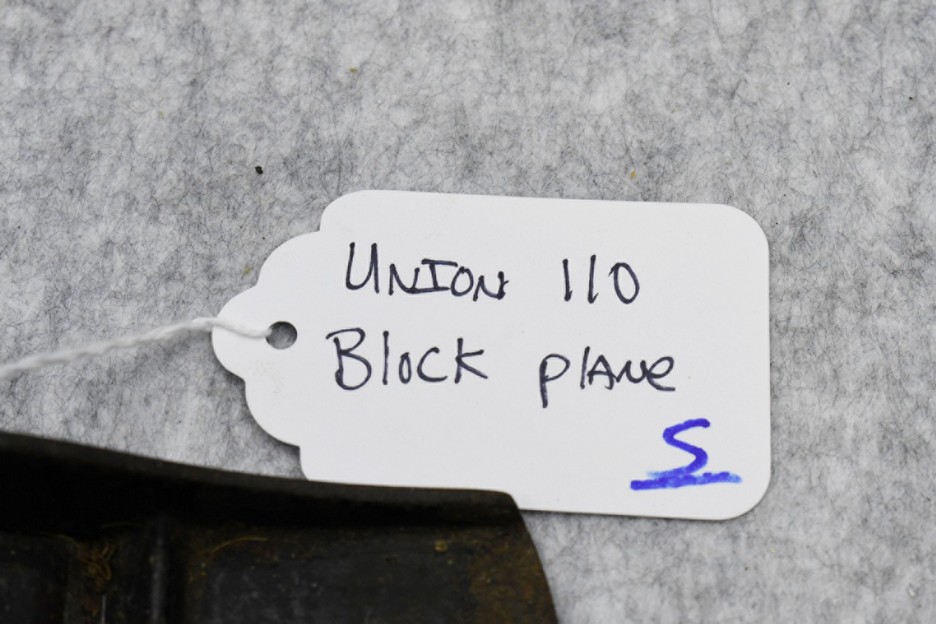 Union 110
Block plane
S